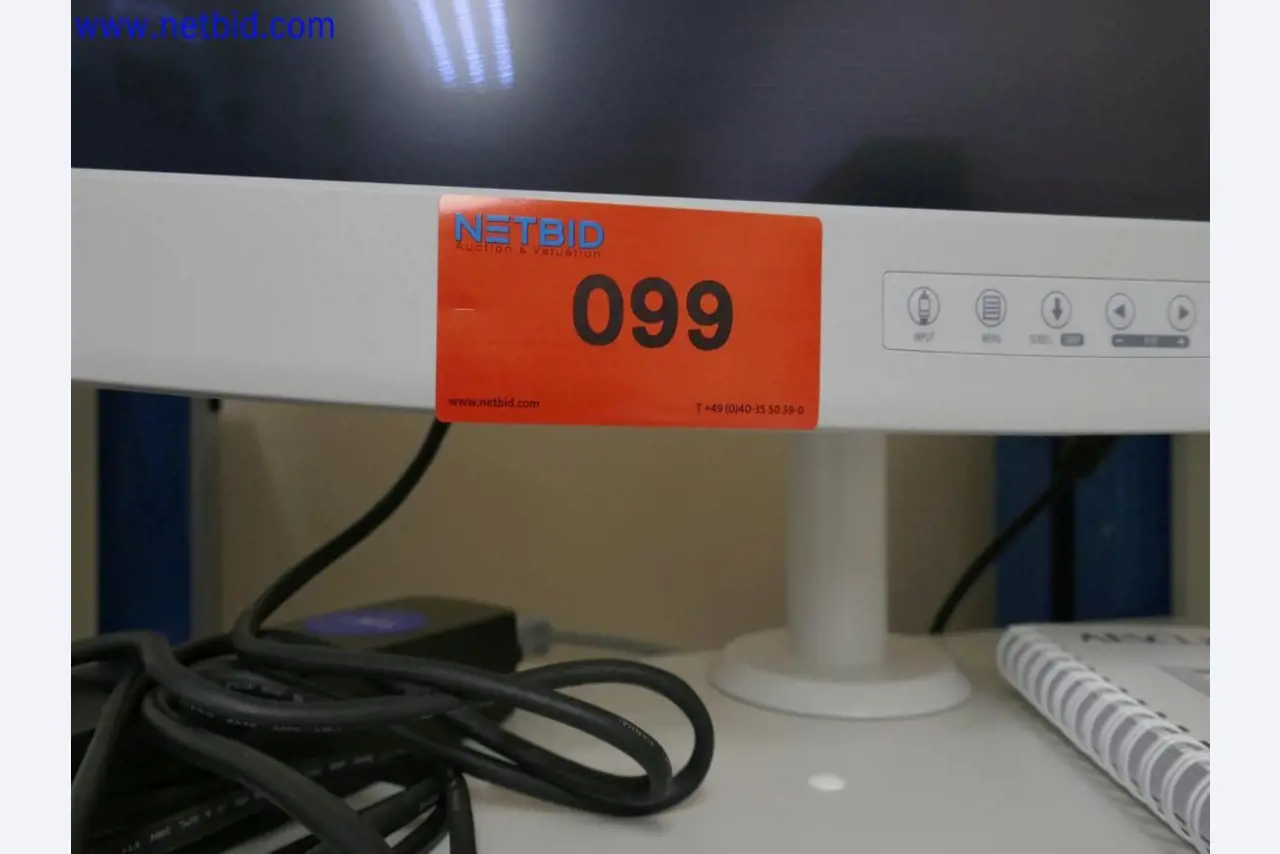 www.netbid.com
NETBID
Auction & Valuation
099
www.netbid.com
T +49 (0)40-35 50 59-0
INPUT
MENU
SCROLL